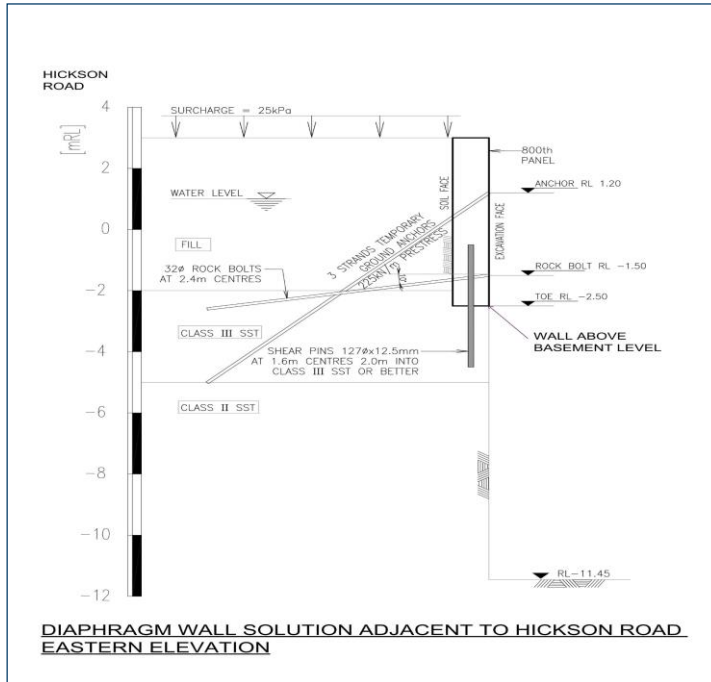 HICKSON
ROAD
4
[mRL]
2
0
-2
-4
-6
-8
-10
-12
SURCHARGE = 25kPa
WATER LEVEL
FILL
32ø ROCK BOLTS
AT 2.4m CENTRES
3 STRANDS TEMPORARY
GROUND ANCHORS
225kN/m PRESTRESS
10°
SOIL FACE
EXCAVATION FACE
800th
PANEL
ANCHOR RL 1.20
ROCK BOLT RL -1.50
TOE RL -2.50
WALL ABOVE
BASEMENT LEVEL
CLASS III SST
SHEAR PINS 127øx12.5mm
AT 1.6m CENTRES 2.0m INTO
CLASS III SST OR BETTER
CLASS II SST
RL-11.45
DIAPHRAGM WALL SOLUTION ADJACENT TO HICKSON ROAD
EASTERN ELEVATION